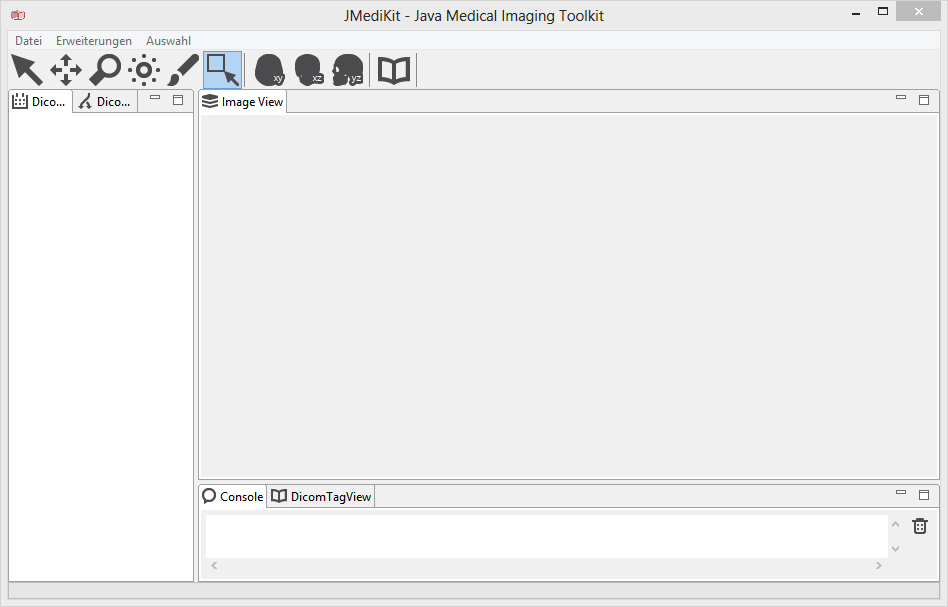 JMediKit - Java Medical Imaging Toolkit
Datei Erweiterungen Auswahl
xy xz yz
Dico... Dico... Image View
Console DicomTagView